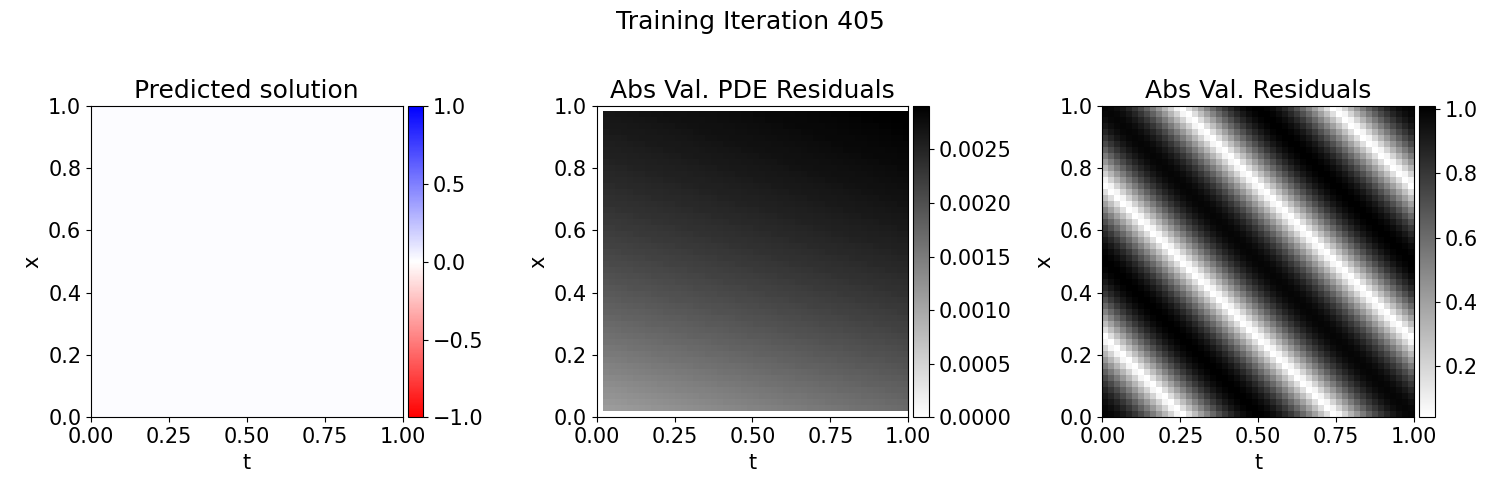 Training Iteration 405
Predicted solution
1.0
0.8
0.6
0.4
0.2
0.0
x
0.00 0.25 0.50 0.75 1.00
t
1.0
0.5
0.0
−0.5
−1.0
Abs Val. PDE Residuals
1.0
0.8
0.6
0.4
0.2
0.0
x
0.00 0.25 0.50 0.75 1.00
t
0.0025
0.0020
0.0015
0.0010
0.0005
0.0000
Abs Val. Residuals
1.0
0.8
0.6
0.4
0.2
0.0
x
0.00 0.25 0.50 0.75 1.00
t
1.0
0.8
0.6
0.4
0.2